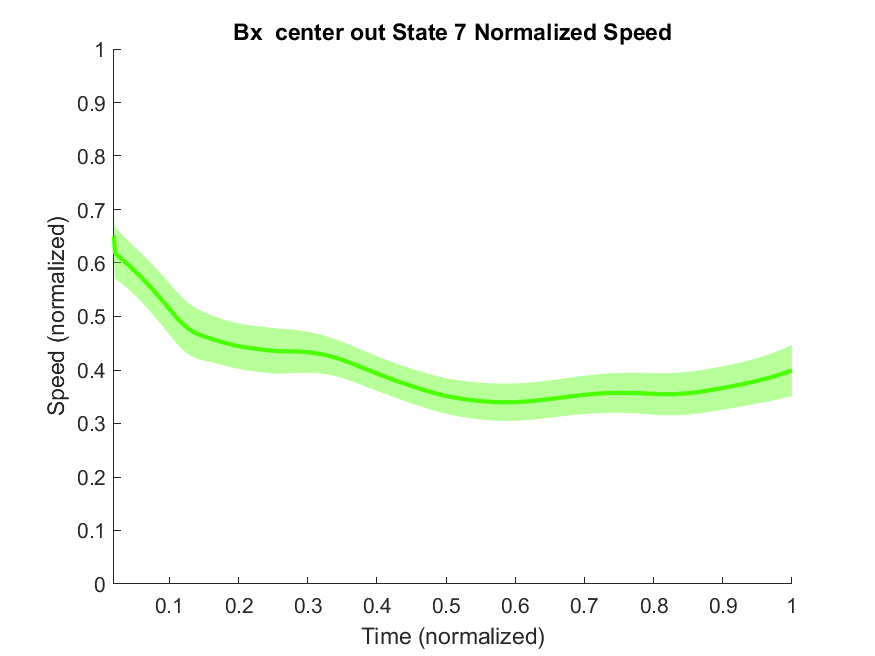 Bx  center out State 7 Normalized Speed
1
0.9
0.8
0.7
0.6
0.5
0.4
0.3
0.2
0.1
0
Speed (normalized)
0.1 0.2 0.3 0.4 0.5 0.6 0.7 0.8 0.9 1
Time (normalized)